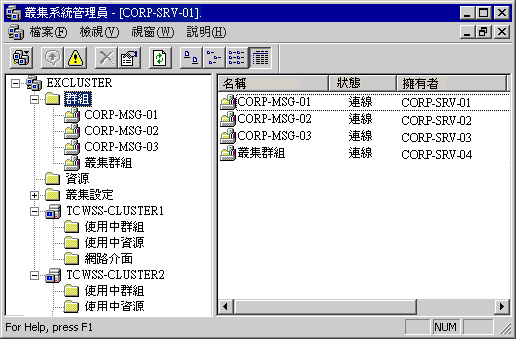 叢集系統管理員 - [CORP-SRV-01].
檔案(F) 檢視(V) 視窗(W) 說明(H)
EXCLUSTER
群組
CORP-MSG-01
CORP-MSG-02
CORP-MSG-03
叢集群組
資源
叢集設定
TCWSS-CLUSTER1
使用中群組
使用中資源
網路介面
TCWSS-CLUSTER2
使用中群組
使用中資源
名稱 狀態 擁有者
CORP-MSG-01 連線 CORP-SRV-01
CORP-MSG-02 連線 CORP-SRV-02
CORP-MSG-03 連線 CORP-SRV-03
叢集群組 連線 CORP-SRV-04
For Help, press F1 NUM